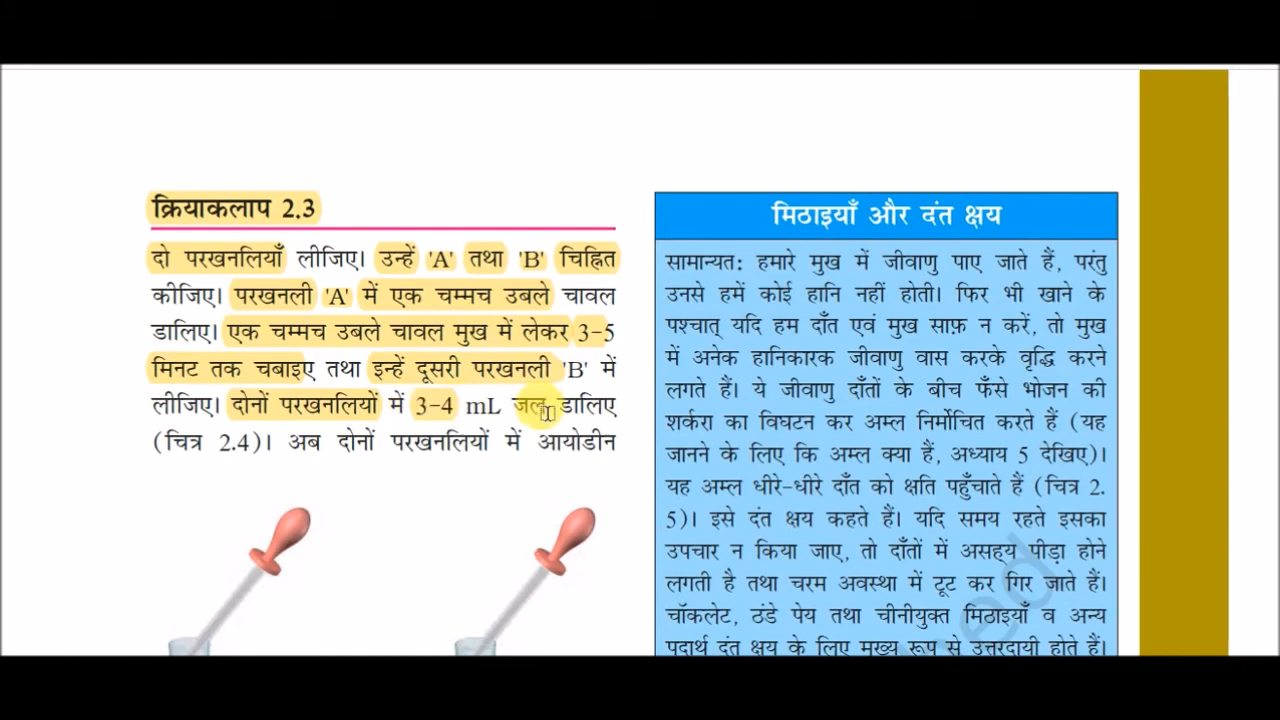 क्रियाकलाप 2.3
दो परखनलियाँ लीजिए। उन्हें 'A' तथा 'B' चिह्नित
कीजिए। परखनली 'A' में एक चम्मच उबले चावल
डालिए। एक चम्मच उबले चावल मुख में लेकर 3-5
मिनट तक चबाइए तथा इन्हें दूसरी परखनली 'B' में
लीजिए। दोनों परखनलियों में 3-4 mL जल डालिए
(चित्र 2.4)। अब दोनों परखनलियों में आयोडीन
मिठाइयाँ और दंत क्षय
सामान्यत: हमारे मुख में जीवाणु पाए जाते हैं, परंतु
उनसे हमें कोई हानि नहीं होती। फिर भी खाने के
पश्चात् यदि हम दाँत एवं मुख साफ़ न करें, तो मुख
में अनेक हानिकारक जीवाणु वास करके वृद्धि करने
लगते हैं। ये जीवाणु दाँतों के बीच फँसे भोजन की
शर्करा का विघटन कर अम्ल निर्मोचित करते हैं (यह
जानने के लिए कि अम्ल क्या हैं, अध्याय 5 देखिए)।
यह अम्ल धीरे-धीरे दाँत को क्षति पहुँचाते हैं (चित्र 2.
5)। इसे दंत क्षय कहते हैं। यदि समय रहते इसका
उपचार न किया जाए, तो दाँतों में असह्य पीड़ा होने
लगती है तथा चरम अवस्था में टूट कर गिर जाते हैं।
चॉकलेट, ठंडे पेय तथा चीनीयुक्त मिठाइयाँ व अन्य
पदार्थ दंत क्षय के लिए मुख्य रूप से उत्तरदायी होते हैं।